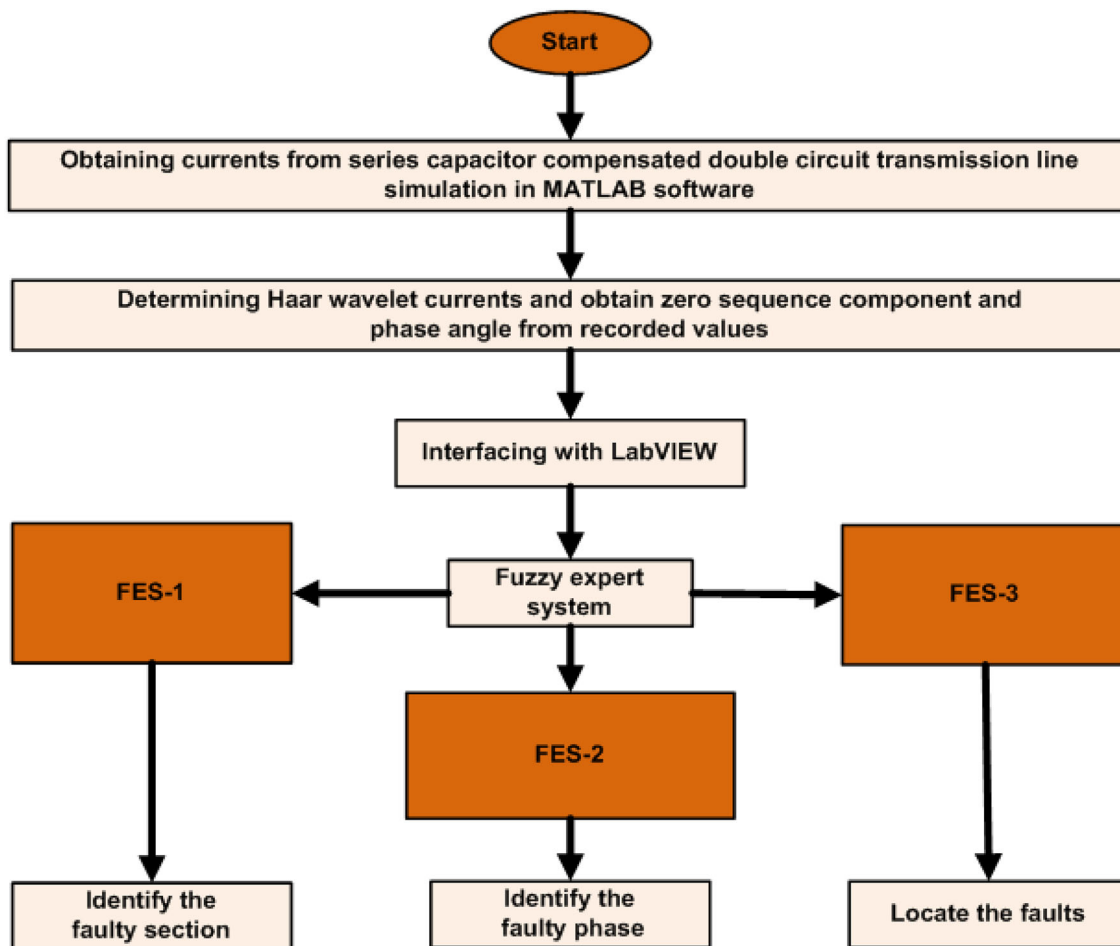 Start
Obtaining currents from series capacitor compensated double circuit transmission line
simulation in MATLAB software
Determining Haar wavelet currents and obtain zero sequence component and
phase angle from recorded values
Interfacing with LabVIEW
Fuzzy expert
system
FES-1
FES-3
FES-2
Identify the
faulty section
Identify the
faulty phase
Locate the faults